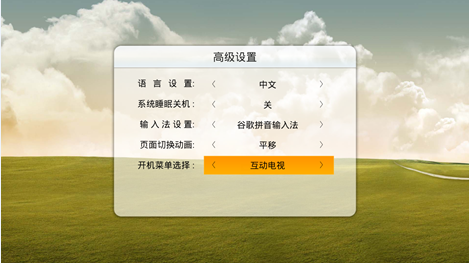 高级设置
语 言 设 置: 〈 中文 〉
系统睡眠关机: 〈 关 〉
输入法设置: 〈 谷歌拼音输入法 〉
页面切换动画: 〈 平移 〉
开机菜单选择: 〈 互动电视 〉